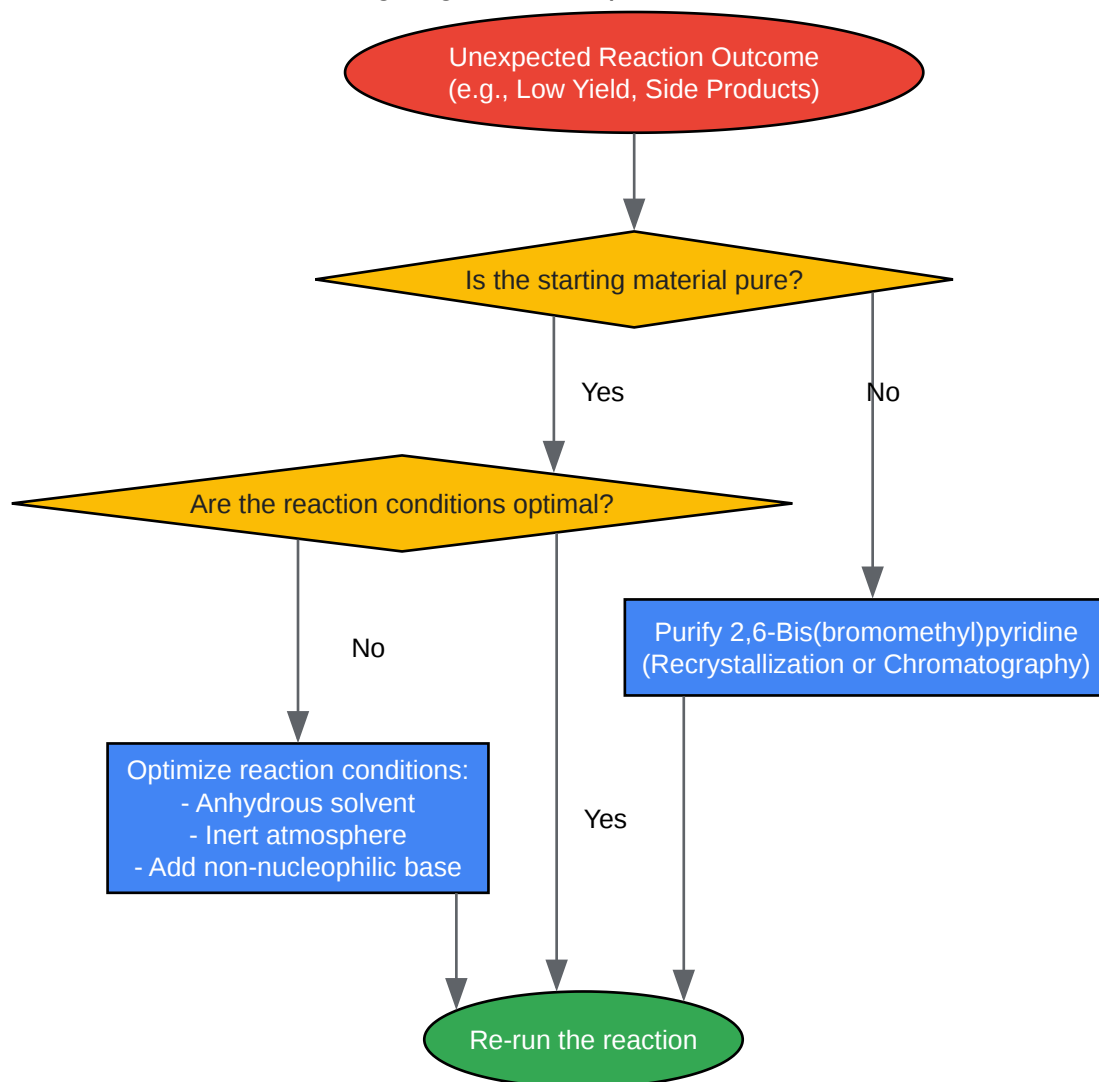 Unexpected Reaction Outcome
(e.g., Low Yield, Side Products)
Is the starting material pure?
Yes
No
Are the reaction conditions optimal?
No
Purify 2,6-Bis(bromomethyl)pyridine
(Recrystallization or Chromatography)
Optimize reaction conditions:
- Anhydrous solvent
- Inert atmosphere
- Add non-nucleophilic base
Yes
Re-run the reaction